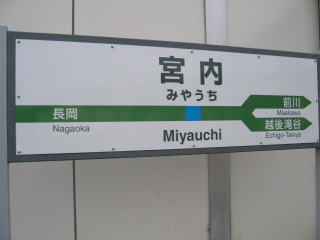 宮内
みやうち
長岡
Nagaoka
Miyauchi
前川
Maekawa
越後滝谷
Echigo-Takiya